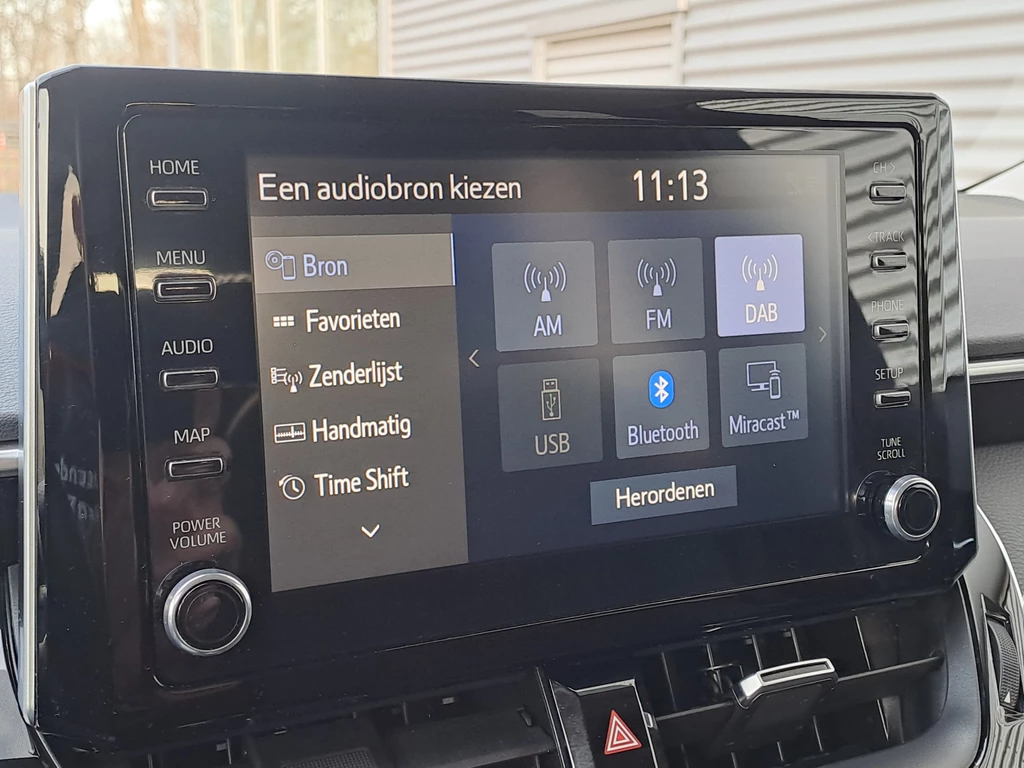 HOME
MENU
AUDIO
MAP
POWER
VOLUME
Een audiobron kiezen
11:13
Bron
Favorieten
Zenderlijst
Handmatig
Time Shift
AM
FM
DAB
USB
Bluetooth
Miracast™
Herordenen
CH >
< TRACK
PHONE
SETUP
TUNE
SCROLL